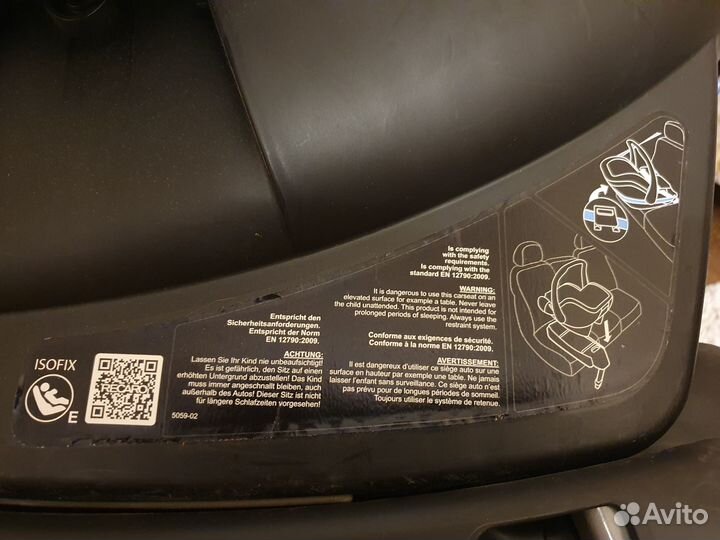 Is complying
with the safety
requirements.
Is complying with the
standard EN 12790:2009.
WARNING:
It is dangerous to use this carseat on an
elevated surface for example a table. Never leave
the child unattended. This product is not intended for
prolonged periods of sleeping. Always use the
restraint system.
Entspricht den
Sicherheitsanforderungen.
Entspricht der Norm
EN 12790:2009.
ACHTUNG:
Lassen Sie Ihr Kind nie unbeaufsichtigt!
Es ist gefährlich, den Sitz auf einen
erhöhten Untergrund abzustellen! Das Kind
muss immer angeschnallt bleiben, auch
außerhalb des Autos! Dieser Sitz ist nicht
für längere Schlafzeiten vorgesehen!
Conforme aux exigences de sécurité.
Conforme à la norme EN 12790:2009.
AVERTISSEMENT:
Il est dangereux d'utiliser ce siège auto sur une
surface en hauteur par exemple une table. Ne jamais
laisser l'enfant sans surveillance. Ce siège auto n'est
pas prévu pour de longues périodes de sommeil.
Toujours utiliser le système de retenue.
ISOFIX
E
RECARO
5059-02
Avito